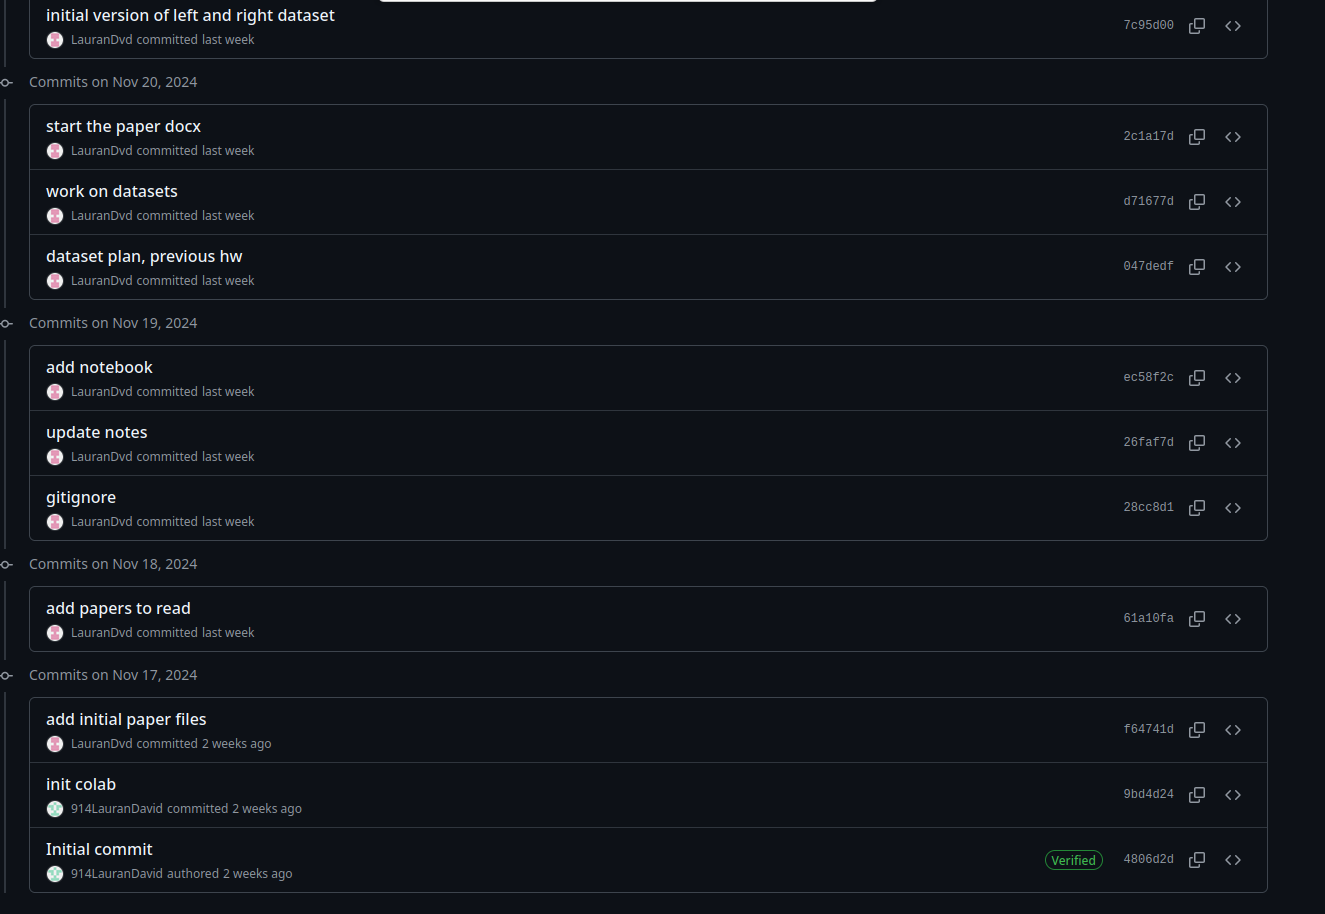 initial version of left and right dataset
LauranDvd committed last week
7c95d00
Commits on Nov 20, 2024
start the paper docx
LauranDvd committed last week
2c1a17d
work on datasets
LauranDvd committed last week
d71677d
dataset plan, previous hw
LauranDvd committed last week
047dedf
Commits on Nov 19, 2024
add notebook
LauranDvd committed last week
ec58f2c
update notes
LauranDvd committed last week
26faf7d
gitignore
LauranDvd committed last week
28cc8d1
Commits on Nov 18, 2024
add papers to read
LauranDvd committed last week
61a10fa
Commits on Nov 17, 2024
add initial paper files
LauranDvd committed 2 weeks ago
f64741d
init colab
914LauranDavid committed 2 weeks ago
9bd4d24
Initial commit
914LauranDavid authored 2 weeks ago
Verified 4806d2d